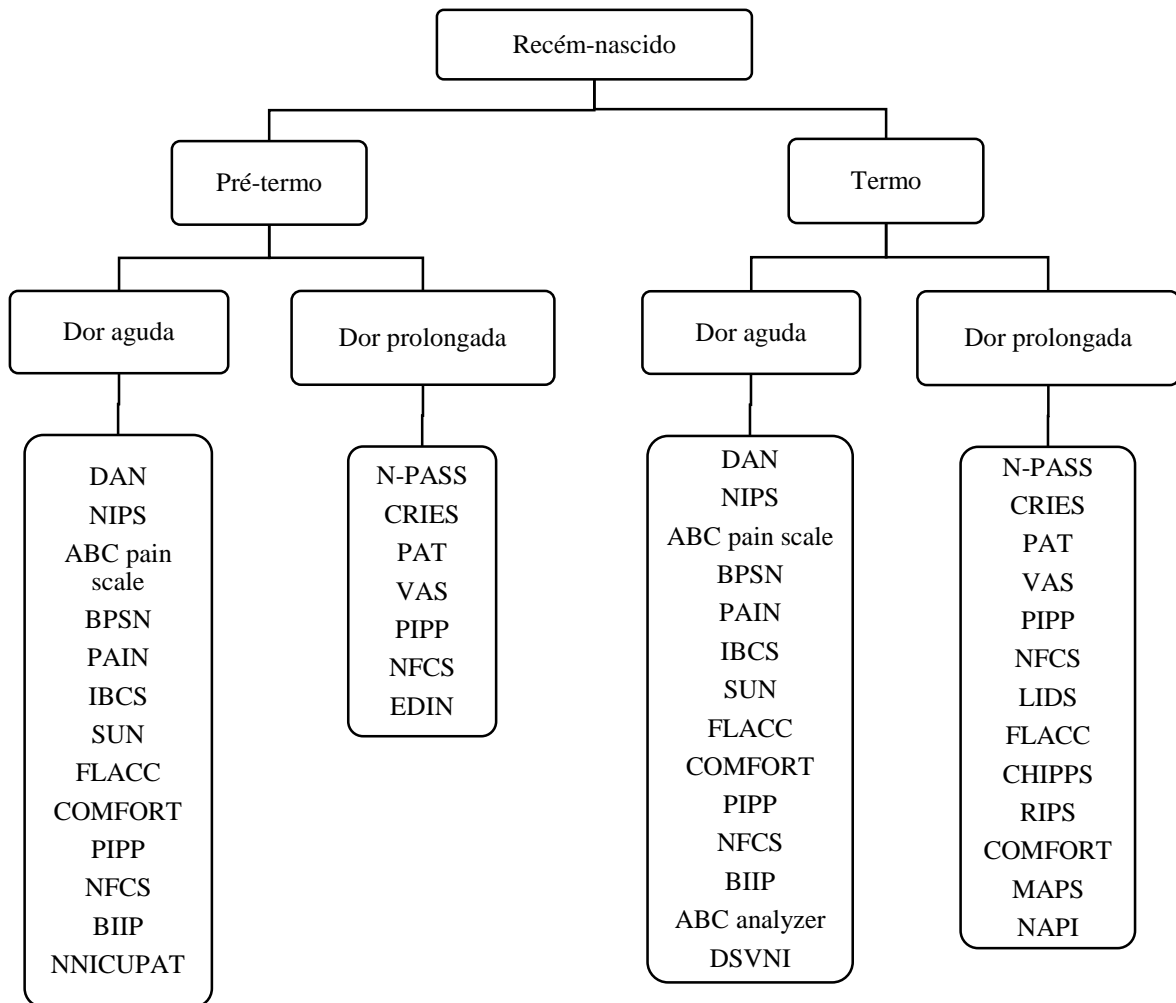 Recém-nascido
Pré-termo
Termo
Dor aguda
Dor prolongada
Dor aguda
Dor prolongada
DAN
NIPS
ABC pain
scale
BPSN
PAIN
IBCS
SUN
FLACC
COMFORT
PIPP
NFCS
BIIP
NNICUPAT
N-PASS
CRIES
PAT
VAS
PIPP
NFCS
EDIN
DAN
NIPS
ABC pain scale
BPSN
PAIN
IBCS
SUN
FLACC
COMFORT
PIPP
NFCS
BIIP
ABC analyzer
DSVNI
N-PASS
CRIES
PAT
VAS
PIPP
NFCS
LIDS
FLACC
CHIPPS
RIPS
COMFORT
MAPS
NAPI